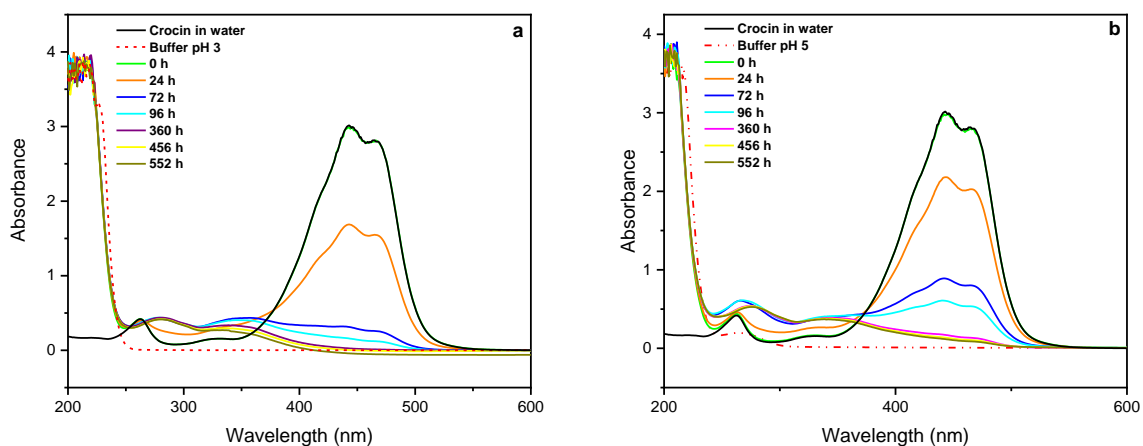 a
Crocin in water
Buffer pH 3
0 h
24 h
72 h
96 h
360 h
456 h
552 h
4
3
2
1
0
Absorbance
200 300 400 500 600
Wavelength (nm)
b
Crocin in water
Buffer pH 5
0 h
24 h
72 h
96 h
360 h
456 h
552 h
4
3
2
1
0
Absorbance
200 300 400 500 600
Wavelength (nm)